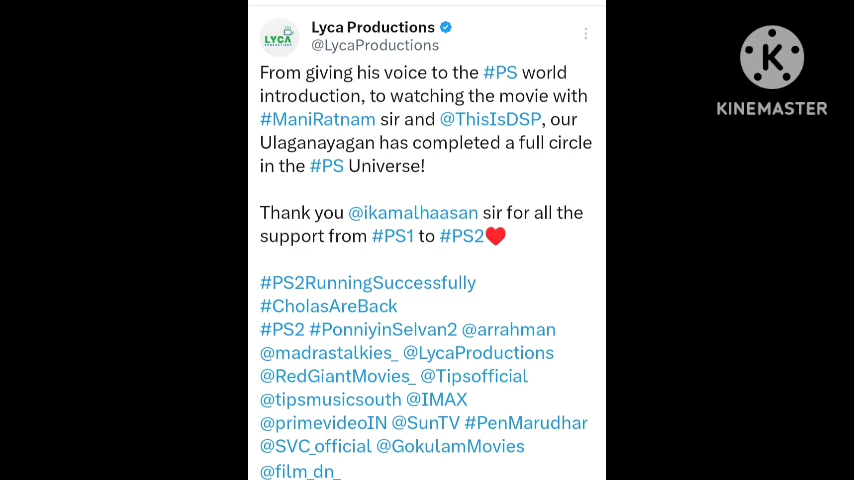 LYCA
PRODUCTIONS
Lyca Productions
@LycaProductions
From giving his voice to the #PS world
introduction, to watching the movie with
#ManiRatnam sir and @ThisIsDSP, our
Ulaganayagan has completed a full circle
in the #PS Universe!
Thank you @ikamalhaasan sir for all the
support from #PS1 to #PS2❤️
#PS2RunningSuccessfully
#CholasAreBack
#PS2 #PonniyinSelvan2 @arrahman
@madrastalkies_ @LycaProductions
@RedGiantMovies_ @Tipsofficial
@tipsmusicsouth @IMAX
@primevideoIN @SunTV #PenMarudhar
@SVC_official @GokulamMovies
@film_dn_
K
KINEMASTER